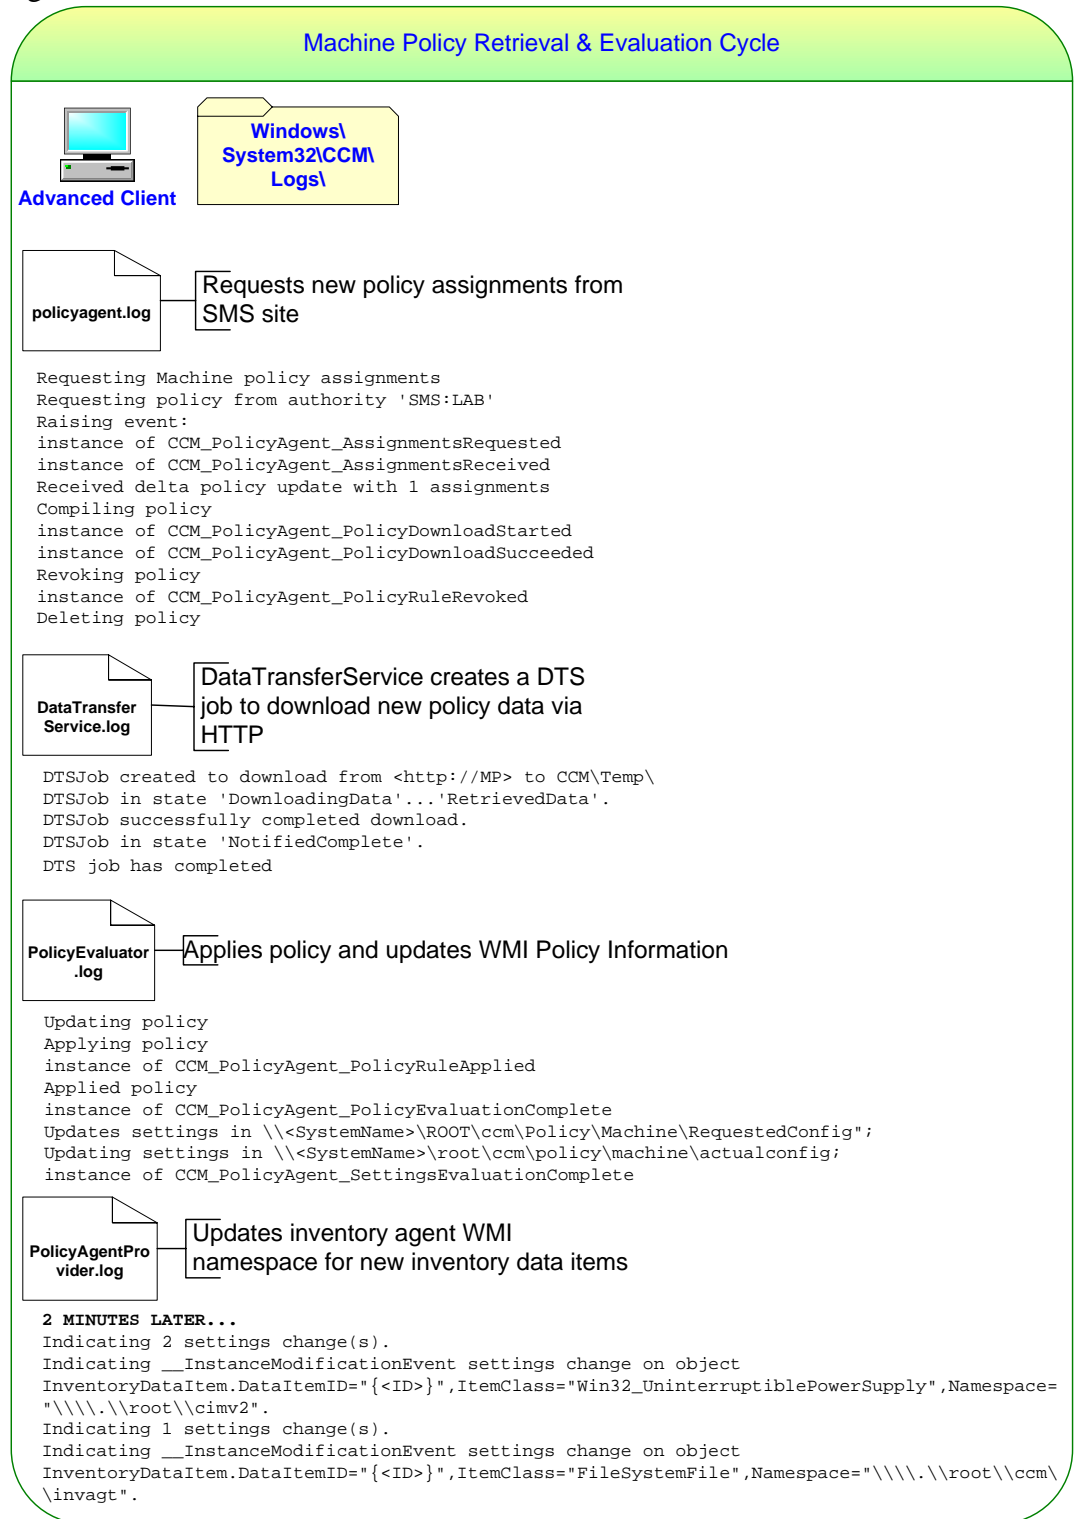 Machine Policy Retrieval & Evaluation Cycle
Windows\
System32\CCM\
Logs\
Advanced Client
policyagent.log
Requests new policy assignments from
SMS site
Requesting Machine policy assignments
Requesting policy from authority 'SMS:LAB'
Raising event:
instance of CCM_PolicyAgent_AssignmentsRequested
instance of CCM_PolicyAgent_AssignmentsReceived
Received delta policy update with 1 assignments
Compiling policy
instance of CCM_PolicyAgent_PolicyDownloadStarted
instance of CCM_PolicyAgent_PolicyDownloadSucceeded
Revoking policy
instance of CCM_PolicyAgent_PolicyRuleRevoked
Deleting policy
DataTransfer
Service.log
DataTransferService creates a DTS
job to download new policy data via
HTTP
DTSJob created to download from <http://MP> to CCM\Temp\
DTSJob in state 'DownloadingData'...'RetrievedData'.
DTSJob successfully completed download.
DTSJob in state 'NotifiedComplete'.
DTS job has completed
PolicyEvaluator
.log
Applies policy and updates WMI Policy Information
Updating policy
Applying policy
instance of CCM_PolicyAgent_PolicyRuleApplied
Applied policy
instance of CCM_PolicyAgent_PolicyEvaluationComplete
Updates settings in \\<SystemName>\ROOT\ccm\Policy\Machine\RequestedConfig";
Updating settings in \\<SystemName>\root\ccm\policy\machine\actualconfig;
instance of CCM_PolicyAgent_SettingsEvaluationComplete
PolicyAgentPro
vider.log
Updates inventory agent WMI
namespace for new inventory data items
2 MINUTES LATER...
Indicating 2 settings change(s).
Indicating __InstanceModificationEvent settings change on object
InventoryDataItem.DataItemID="{<ID>}",ItemClass="Win32_UninterruptiblePowerSupply",Namespace=
"\\\\.\\root\\cimv2".
Indicating 1 settings change(s).
Indicating __InstanceModificationEvent settings change on object
InventoryDataItem.DataItemID="{<ID>}",ItemClass="FileSystemFile",Namespace="\\\\.\\root\\ccm\
\invagt".